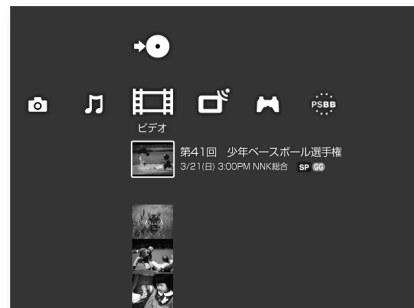 PSBB
ビデオ
第41回 少年ベースボール選手権
3/21(日) 3:00PM NNK総合 SP GG